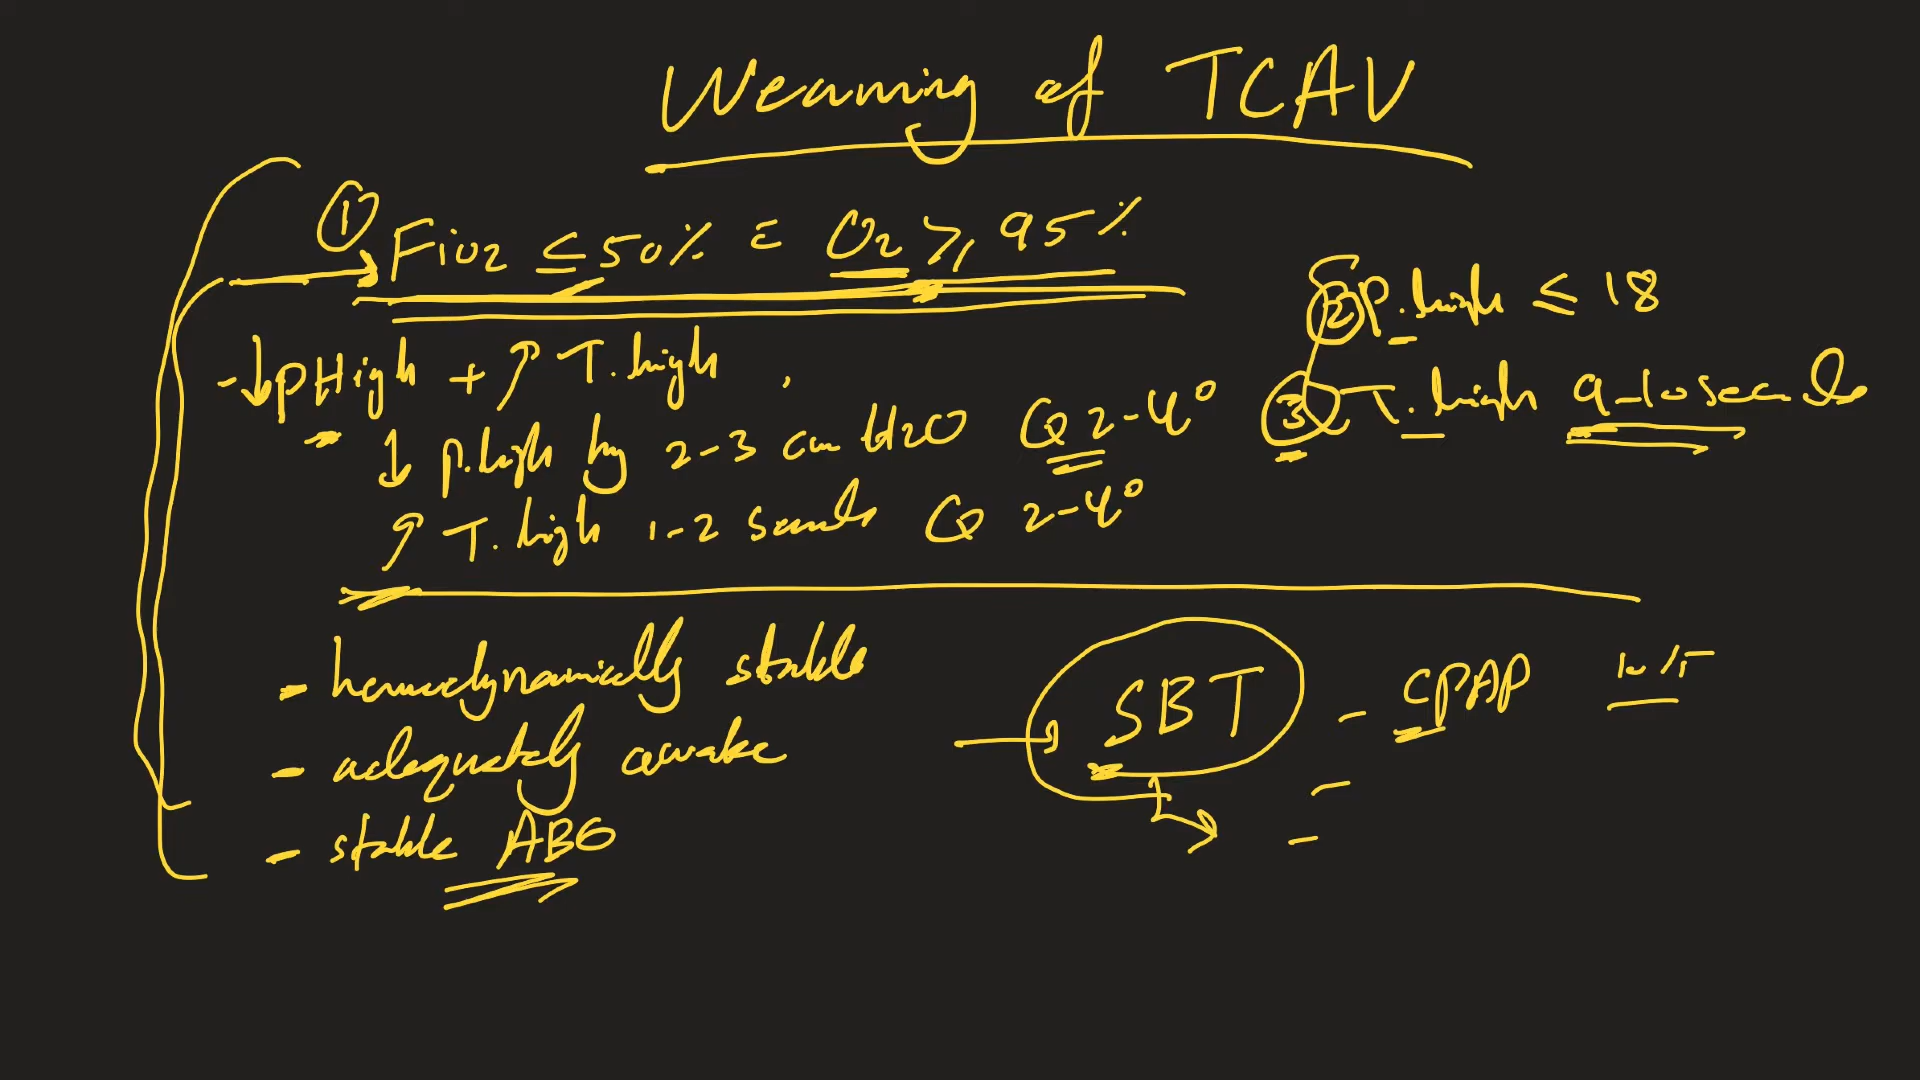 Weaning of TCAV
① FiO2 ≤ 50% = O2 ≥ 95%
- ↓ pHigh + ↑ T. high
↓ p.high by 2-3 cm H2O Q 2-4°
↑ T. high 1-2 seconds Q 2-4°
② P. high ≤ 18
③ T. high 9-10 seconds
- hemodynamically stable
- adequately awake
- stable ABG
→ SBT - CPAP
-
-